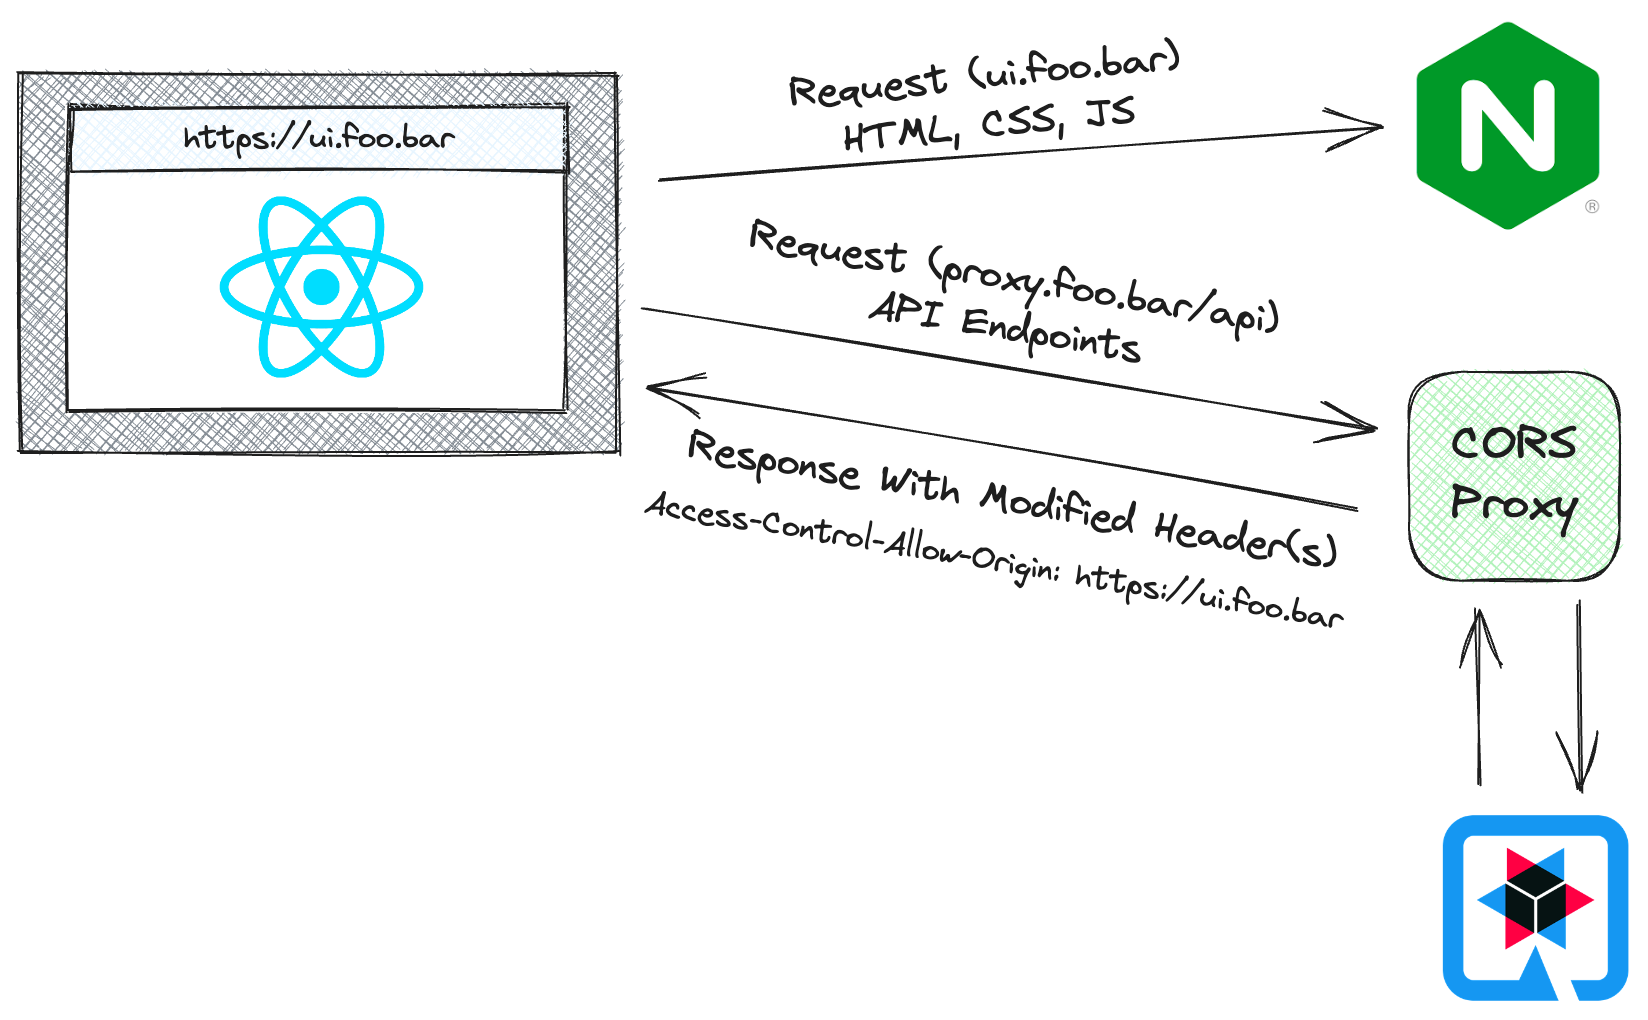 https://ui.foo.bar
Request (ui.foo.bar)
HTML, CSS, JS
N
®
Request (proxy.foo.bar/api)
API Endpoints
Response With Modified Header(s)
Access-Control-Allow-Origin: https://ui.foo.bar
CORS
Proxy